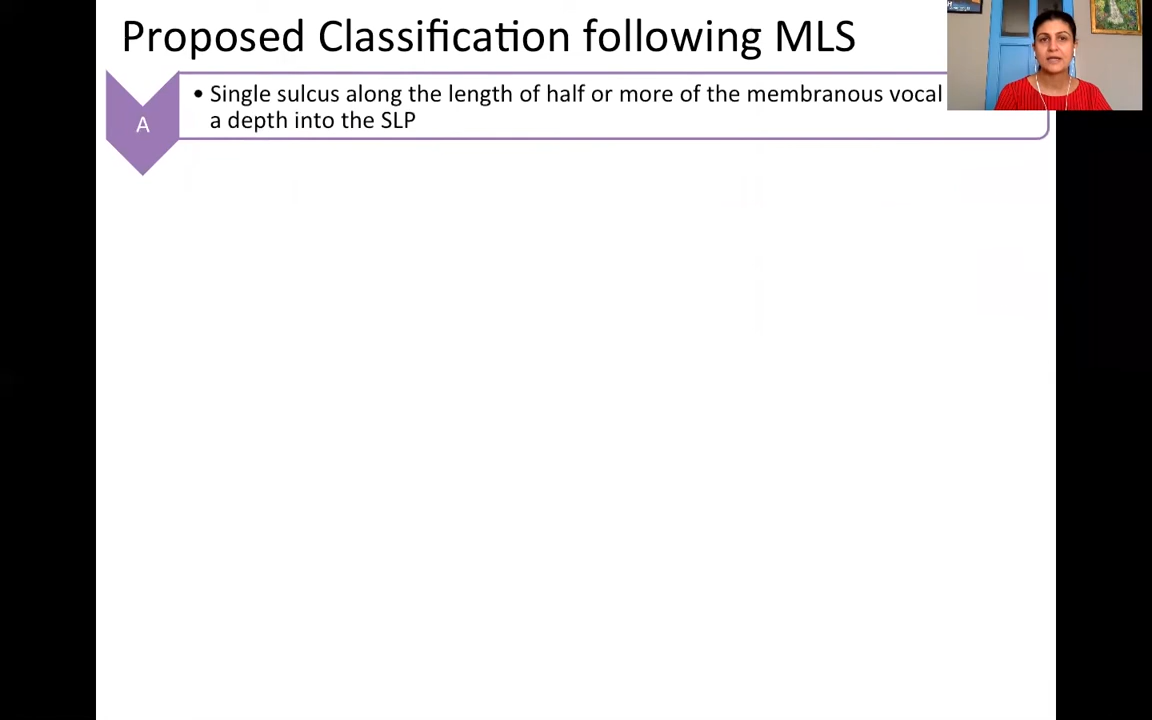 Proposed Classification following MLS
A
• Single sulcus along the length of half or more of the membranous vocal
a depth into the SLP